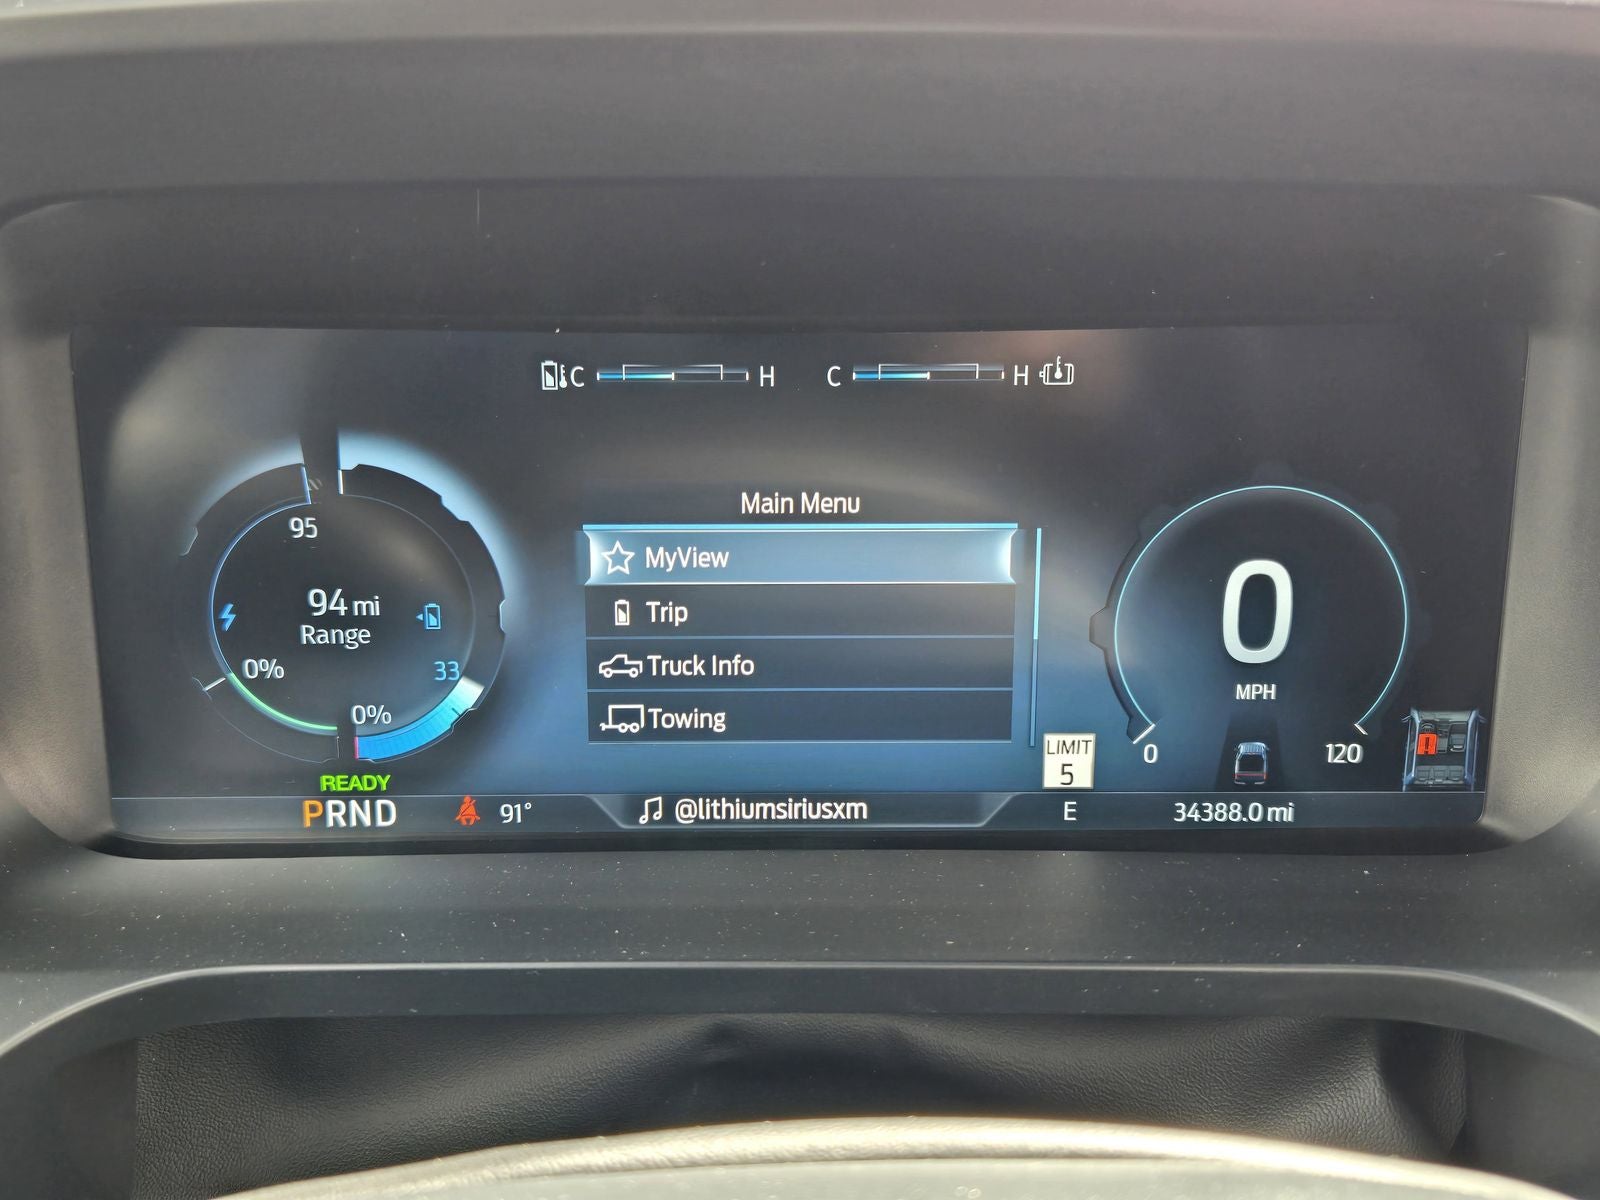 C H C H
Main Menu
95
MyView
94 mi
Range
Trip
0%
33
Truck Info
0%
Towing
0
MPH
LIMIT
5
0 120
READY
PRND 91° @lithiumsiriusxm E 34388.0 mi